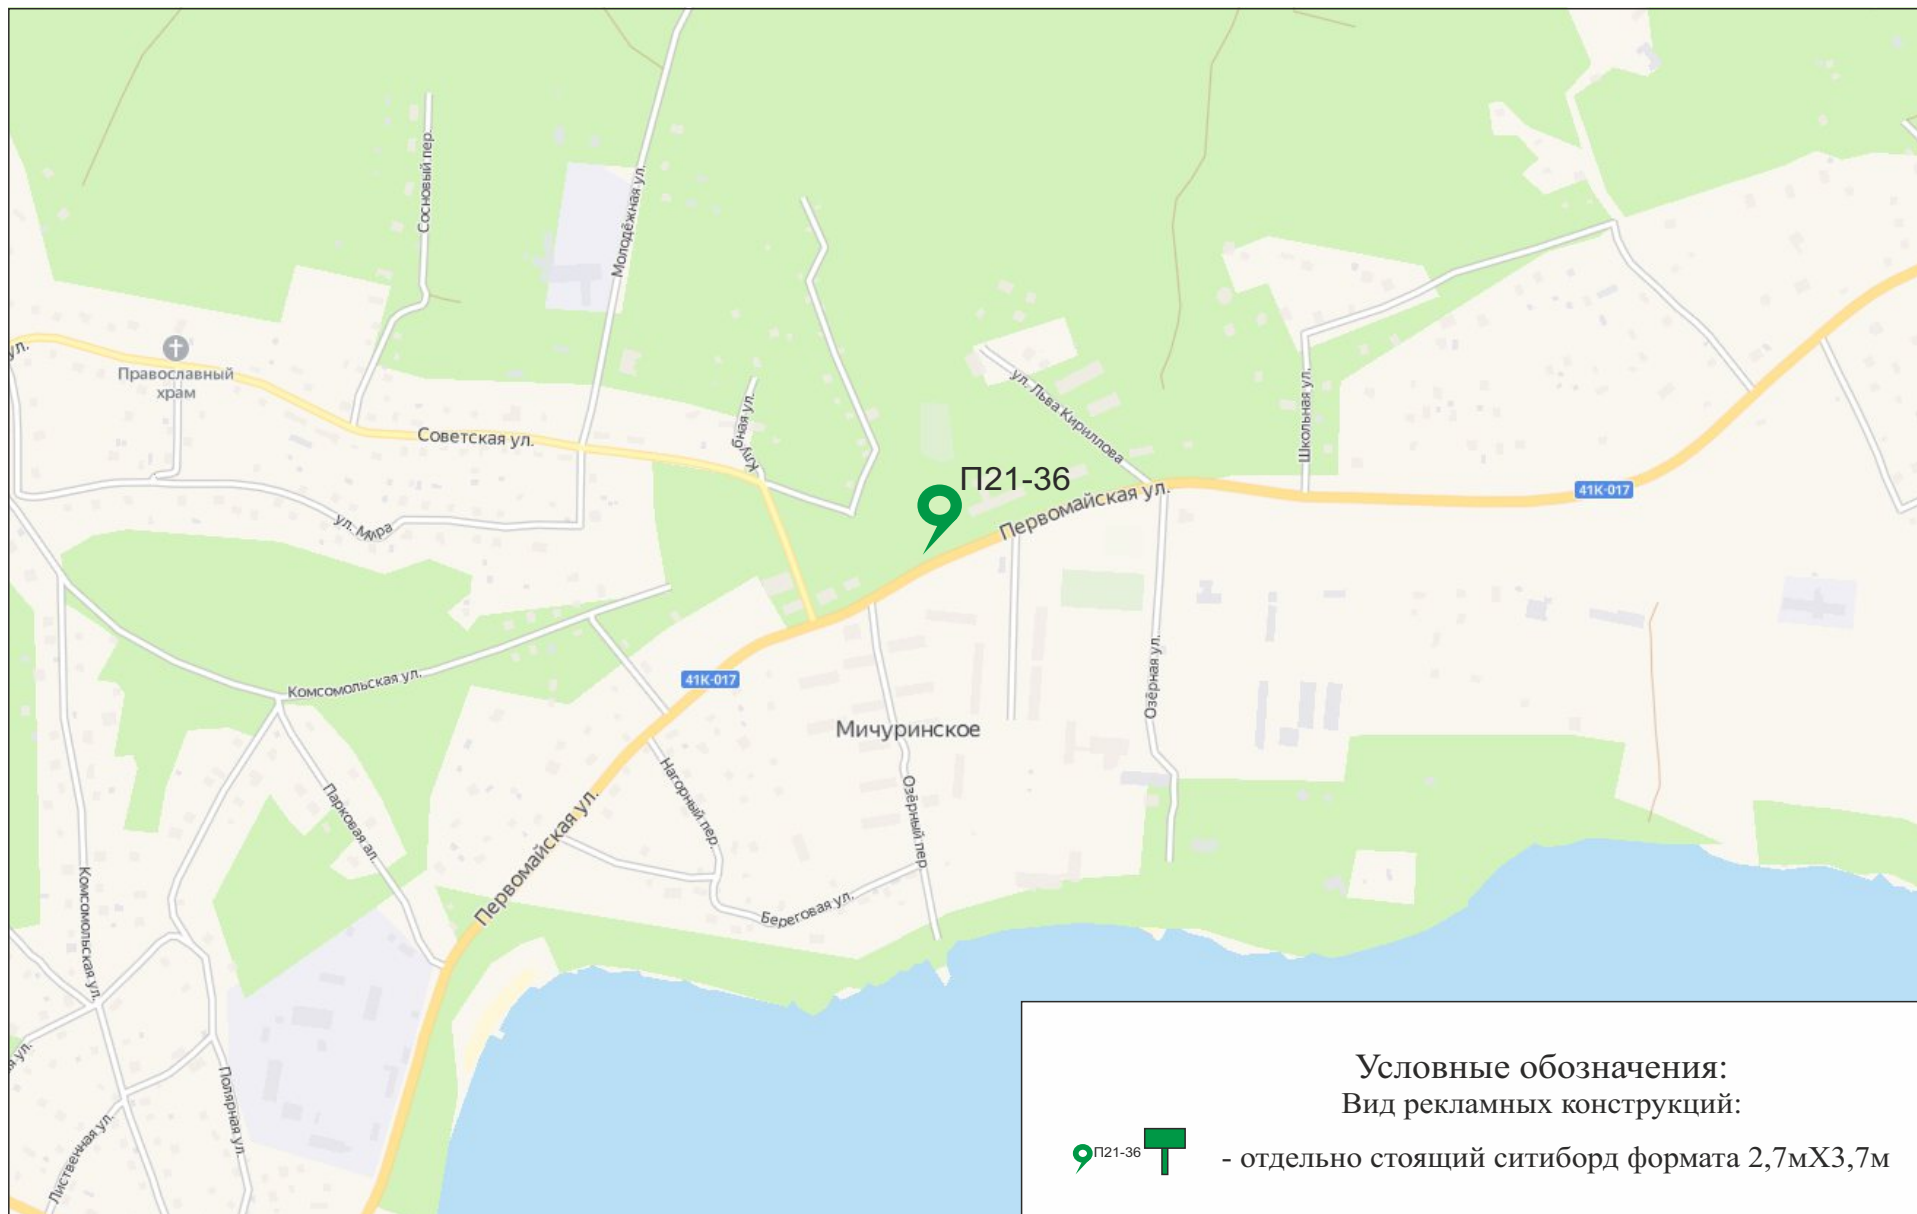 Сосновый пер.
Молодёжная ул.
ул.
Православный
храм
Советская ул.
Клубная ул.
ул. Льва Кириллова
Школьная ул.
П21-36
Первомайская ул.
41К-017
ул. Мира
Комсомольская ул.
41К-017
Озёрная ул.
Мичуринское
Нагорный пер.
Озёрный пер
Парковая ал.
Первомайская ул.
Береговая ул.
Комсомольская ул.
Полярная ул.
Лиственная ул.
Условные обозначения:
Вид рекламных конструкций:
П21-36 - отдельно стоящий ситиборд формата 2,7мХ3,7м